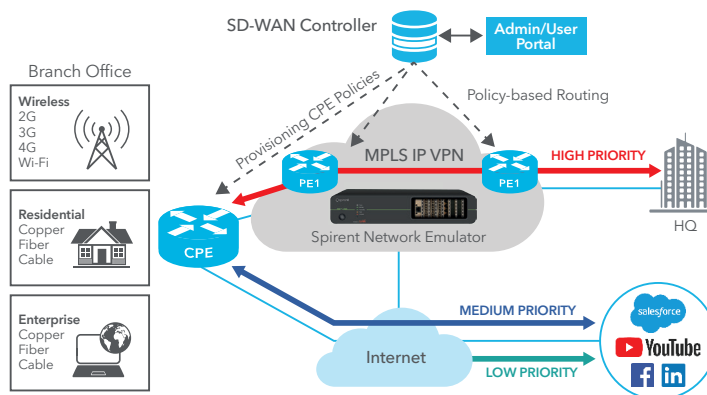 SD-WAN Controller
Admin/User
Portal
Branch Office
Wireless
2G
3G
4G
Wi-Fi
Provisioning CPE Policies
Policy-based Routing
MPLS IP VPN
HIGH PRIORITY
PE1
PE1
Residential
Copper
Fiber
Cable
CPE
Spirent Network Emulator
HQ
Enterprise
Copper
Fiber
Cable
MEDIUM PRIORITY
Internet
LOW PRIORITY
salesforce
YouTube
f in